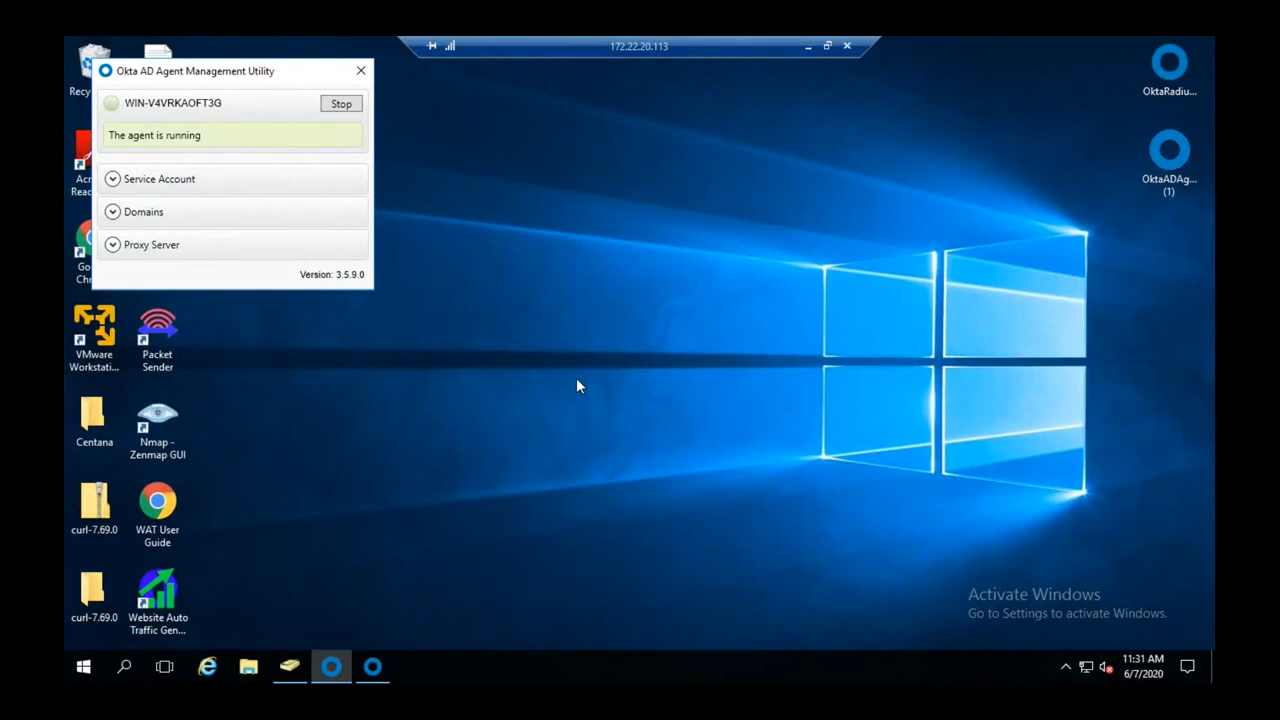 172.22.20.113
Okta AD Agent Management Utility
WIN-V4VRKAOFT3G
Stop
The agent is running
Service Account
Domains
Proxy Server
Version: 3.5.9.0
Recy
Acr
Reac
Goo
Chr
VMware
Workstati...
Packet
Sender
Centana
Nmap -
Zenmap GUI
curl-7.69.0
WAT User
Guide
curl-7.69.0
Website Auto
Traffic Gen...
OktaRadiu...
OktaADAg...
(1)
Activate Windows
Go to Settings to activate Windows.
11:31 AM
6/7/2020